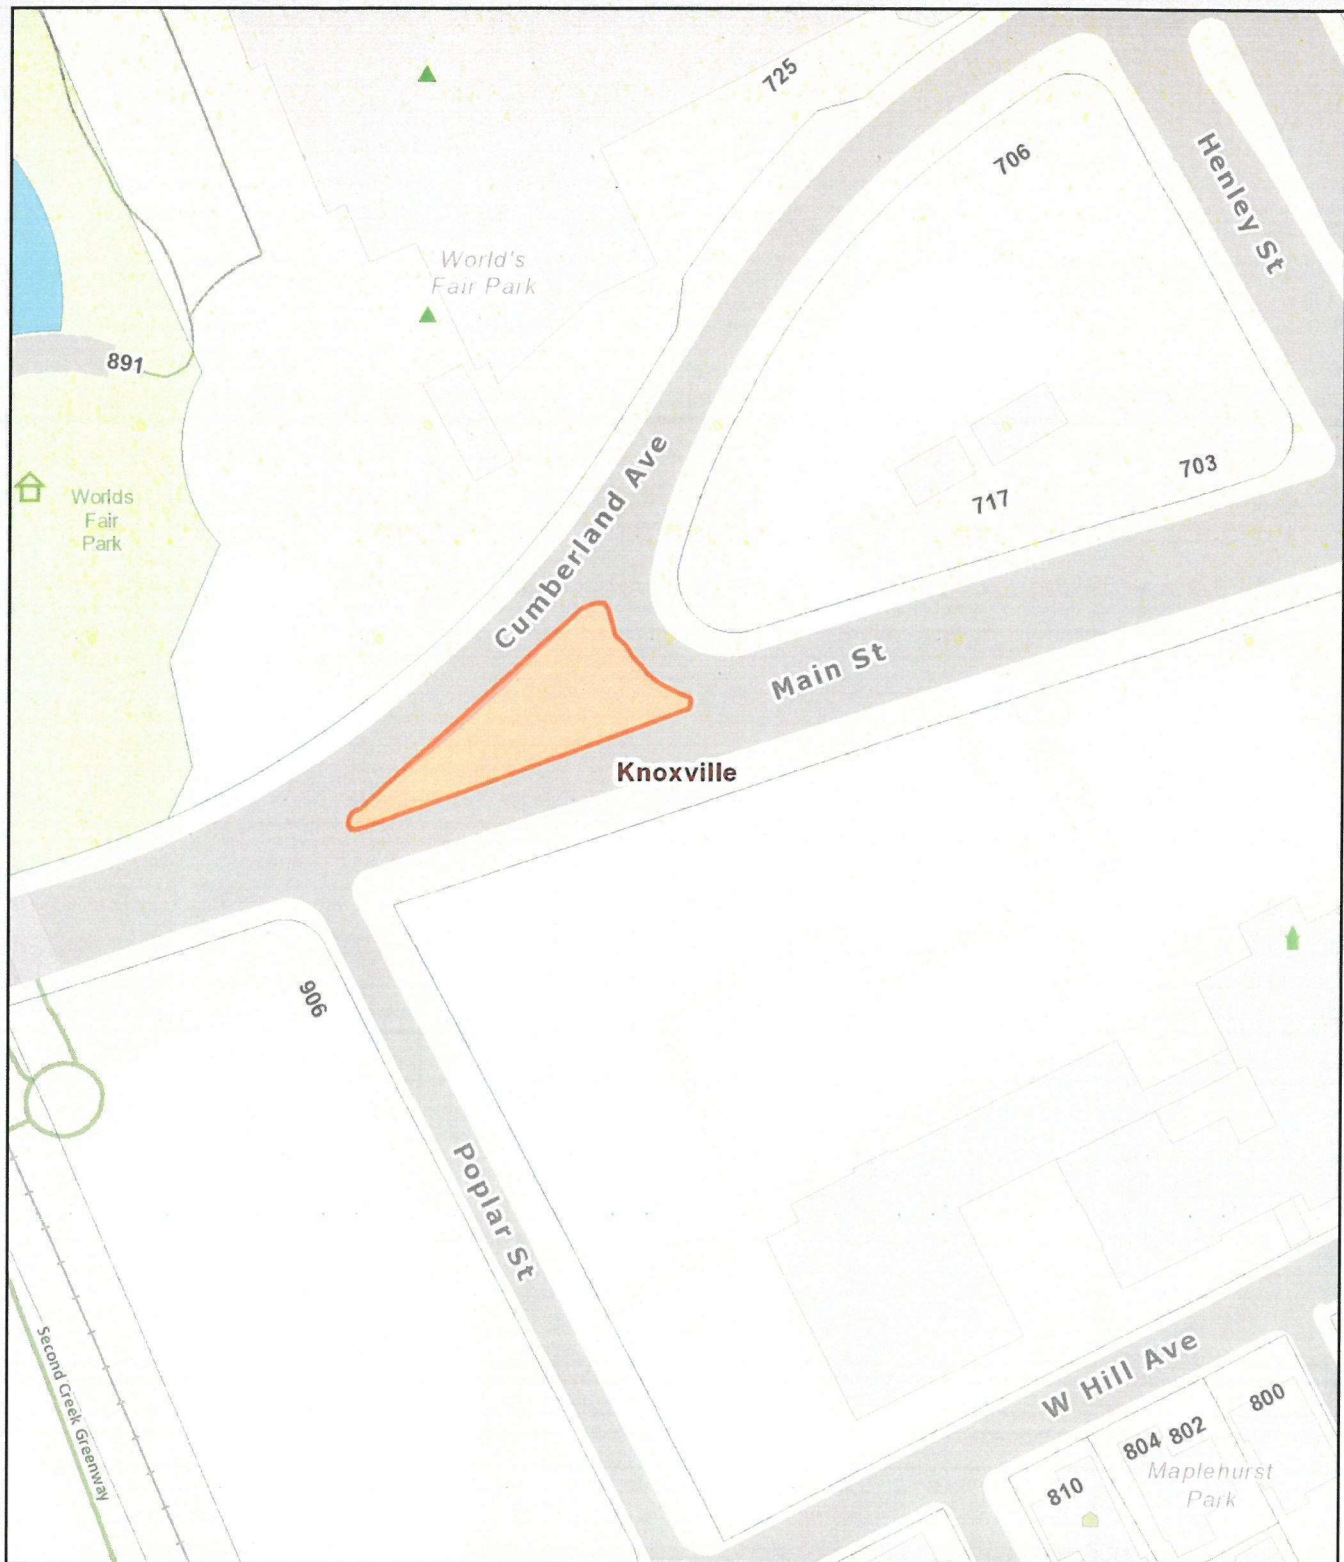 725
706
Henley St
World's
Fair Park
891
Cumberland Ave
703
717
Worlds
Fair
Park
Main St
Knoxville
906
Poplar St
Second Creek Greenway
W Hill Ave
800
802
804
810
Maplehurst
Park